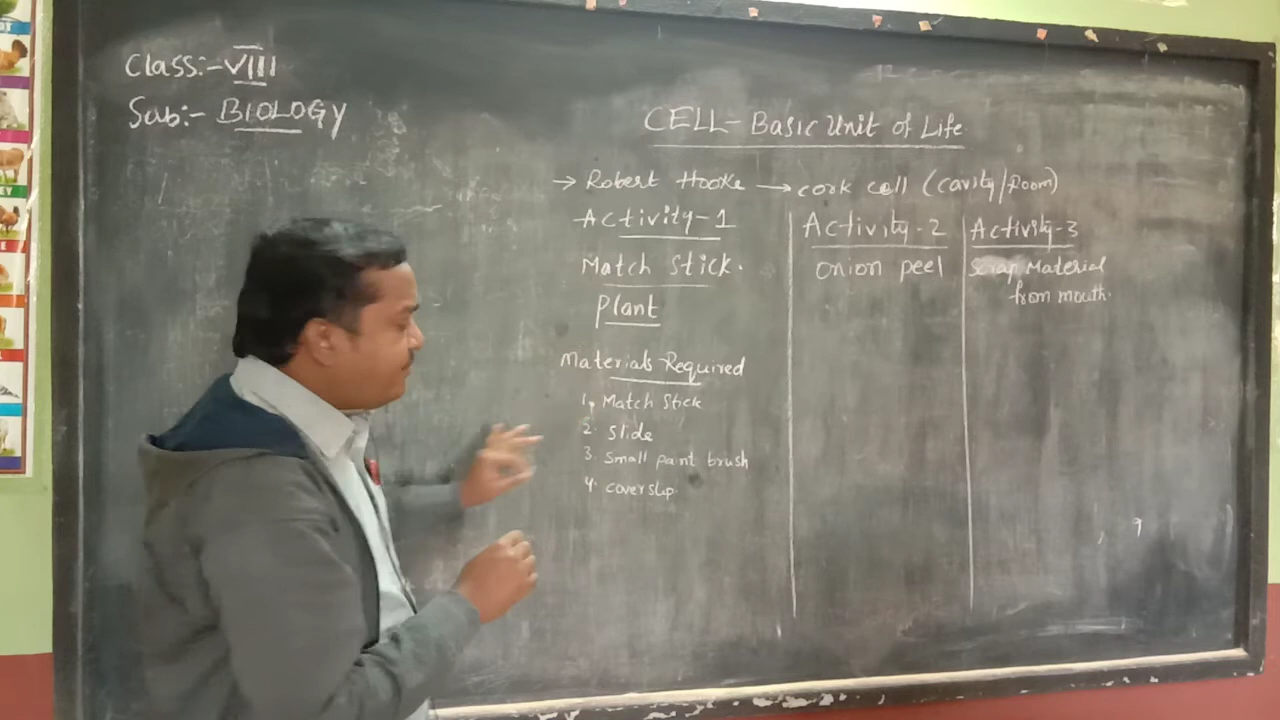 Class:- VIII
Sub:- BIOLOGY
CELL - Basic Unit of Life
→ Robert Hooke → cork cell (cavity/Room)
Activity-1
Match Stick.
Plant
Materials Required
1, Match Stick
2. Slide
3. Small paint brush
4. coverslip.
Activity-2
onion peel
Activity-3
Scrap Material
from mouth.
EY